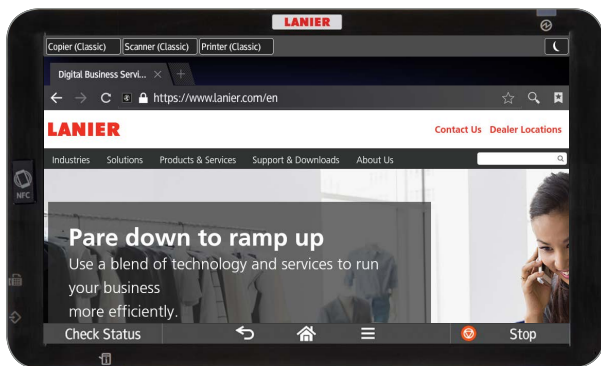 LANIER
Copier (Classic) Scanner (Classic) Printer (Classic)
Digital Business Servi...
https://www.lanier.com/en
LANIER
Contact Us Dealer Locations
Industries Solutions Products & Services Support & Downloads About Us
NFC
Pare down to ramp up
Use a blend of technology and services to run
your business
more efficiently.
Check Status Stop